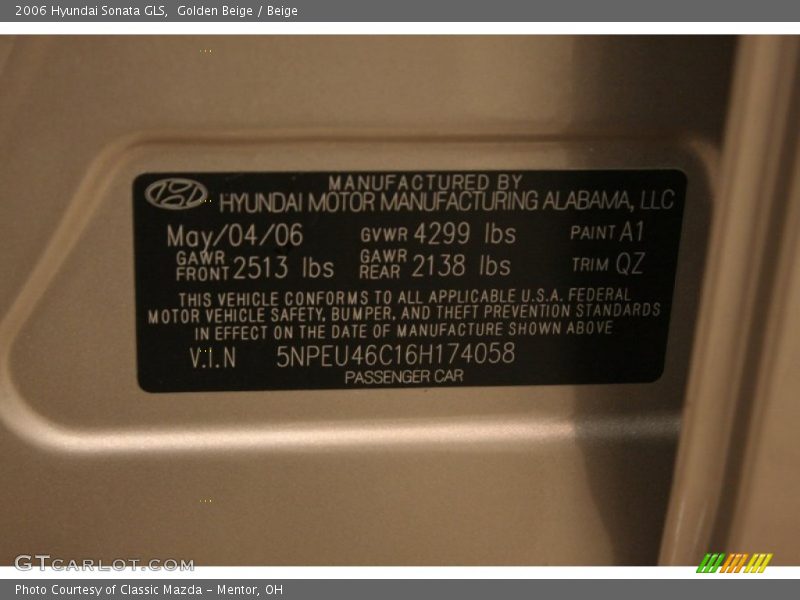 2006 Hyundai Sonata GLS, Golden Beige / Beige
MANUFACTURED BY
HYUNDAI MOTOR MANUFACTURING ALABAMA, LLC
May/04/06 GVWR 4299 lbs PAINT A1
GAWR FRONT 2513 lbs GAWR REAR 2138 lbs TRIM QZ
THIS VEHICLE CONFORMS TO ALL APPLICABLE U.S.A. FEDERAL
MOTOR VEHICLE SAFETY, BUMPER, AND THEFT PREVENTION STANDARDS
IN EFFECT ON THE DATE OF MANUFACTURE SHOWN ABOVE
V.I.N 5NPEU46C16H174058
PASSENGER CAR
GTCARLOT.COM
Photo Courtesy of Classic Mazda - Mentor, OH